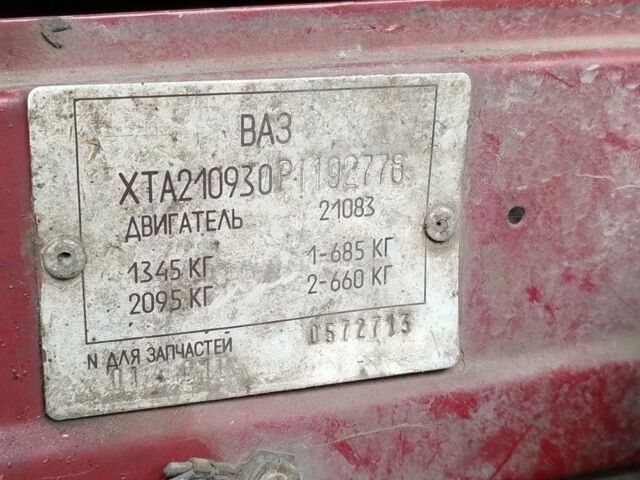 ВАЗ
XTA210930P1192778
ДВИГАТЕЛЬ 21083
1345 КГ 1-685 КГ
2095 КГ 2-660 КГ
N ДЛЯ ЗАПЧАСТЕЙ 0572713